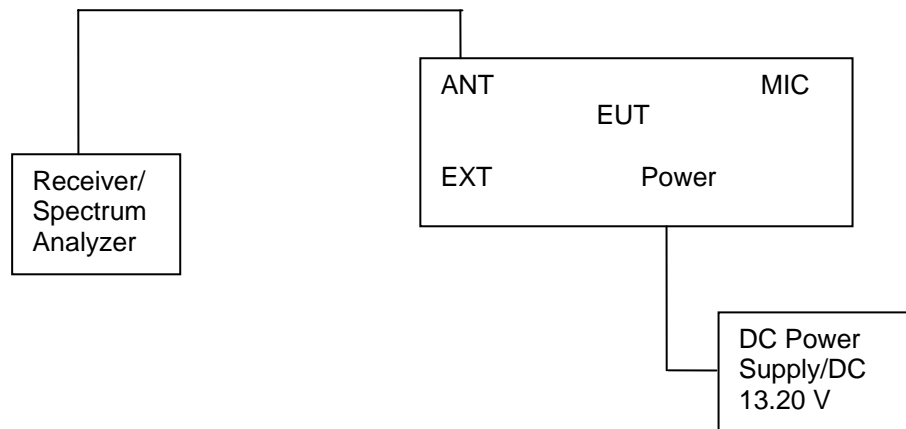 ANT MIC
EUT
EXT Power
Receiver/
Spectrum
Analyzer
DC Power
Supply/DC
13.20 V